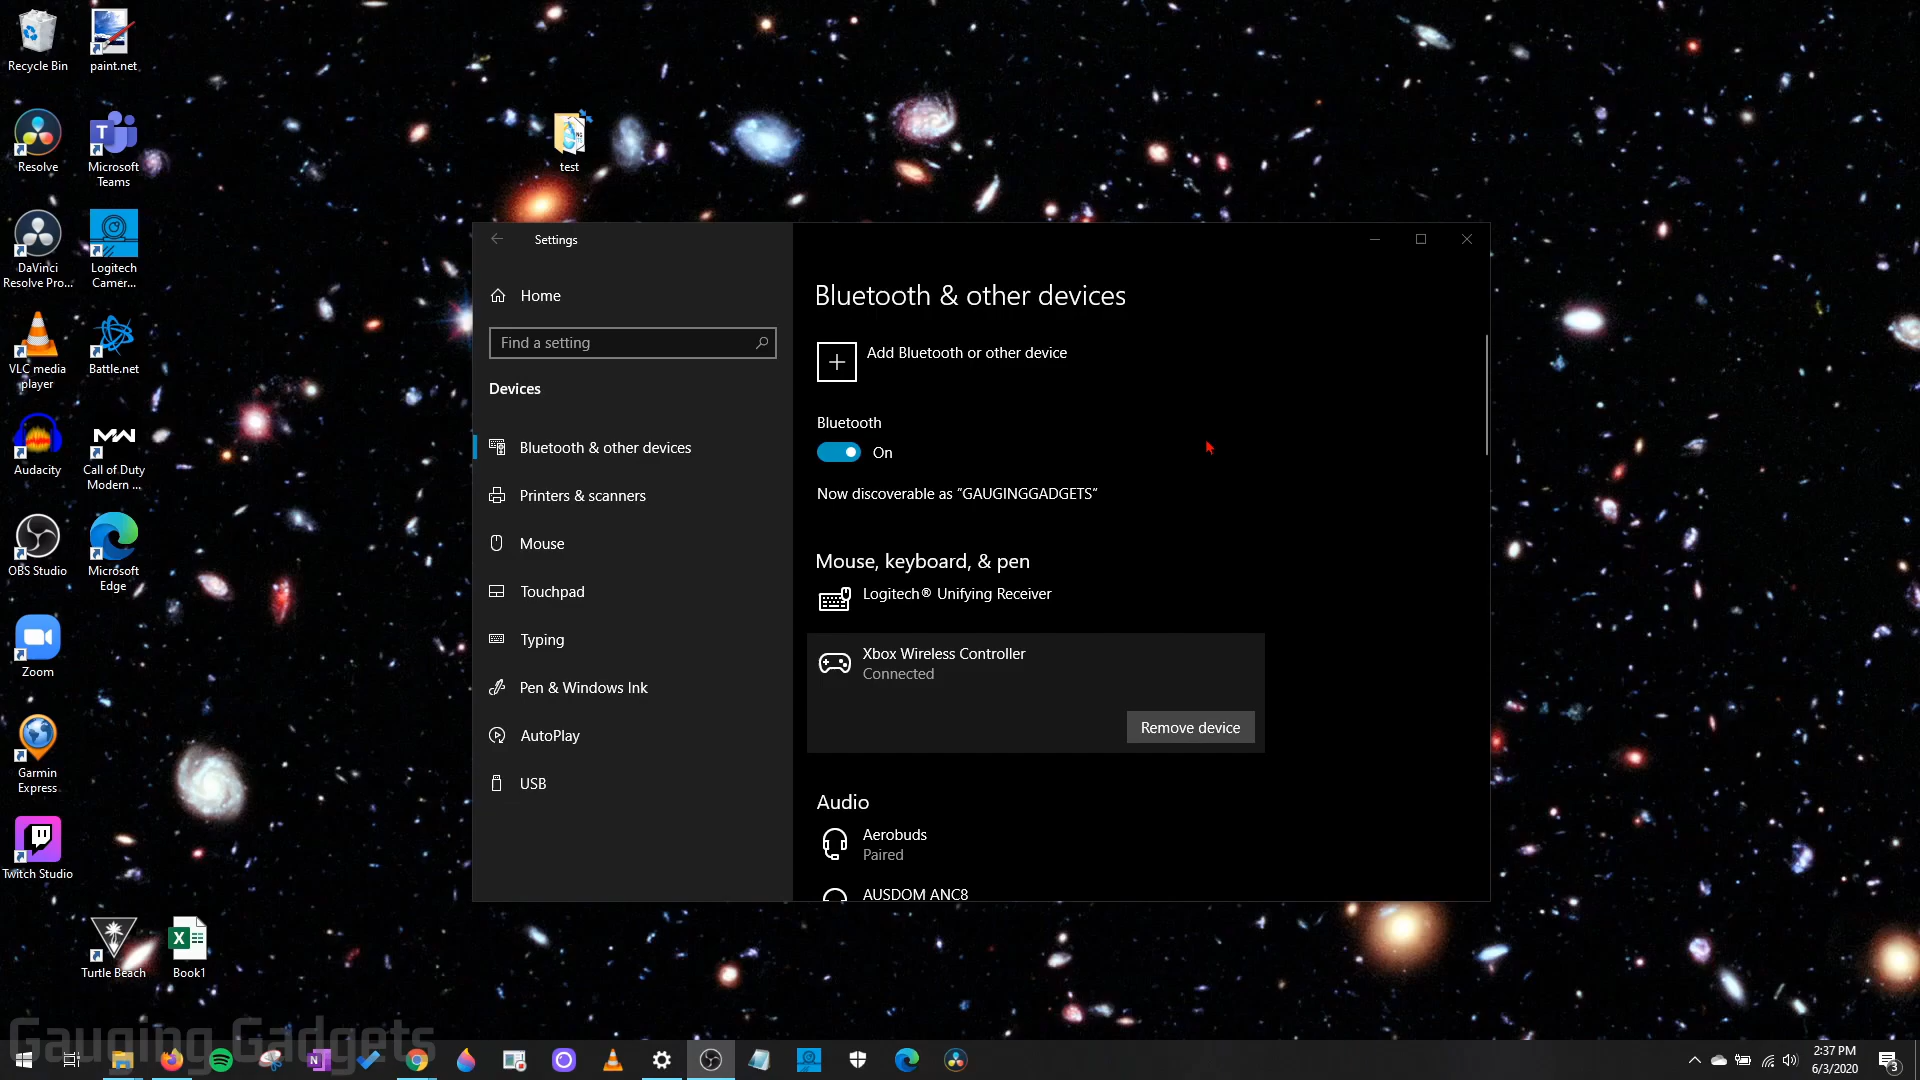 Recycle Bin
paint.net
Resolve
Microsoft
Teams
test
DaVinci
Resolve Pro...
Logitech
Camer...
VLC media
player
Battle.net
Audacity
Call of Duty
Modern ...
OBS Studio
Microsoft
Edge
Zoom
Garmin
Express
Twitch Studio
Turtle Beach
Book1
Settings
Home
Find a setting
Devices
Bluetooth & other devices
Printers & scanners
Mouse
Touchpad
Typing
Pen & Windows Ink
AutoPlay
USB
Bluetooth & other devices
Add Bluetooth or other device
Bluetooth
On
Now discoverable as “GAUGINGGADGETS”
Mouse, keyboard, & pen
Logitech® Unifying Receiver
Xbox Wireless Controller
Connected
Remove device
Audio
Aerobuds
Paired
AUSDOM ANC8
Gauging Gadgets
2:37 PM
6/3/2020
3